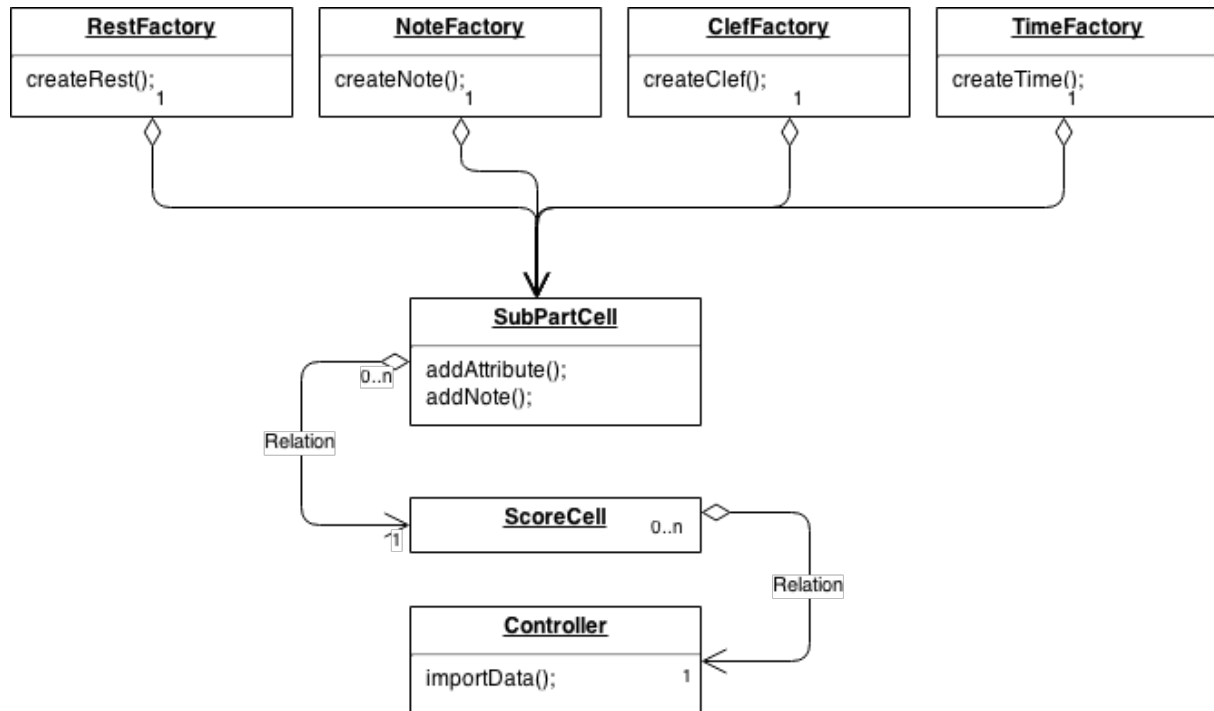 RestFactory
createRest();
1
NoteFactory
createNote();
1
ClefFactory
createClef();
1
TimeFactory
createTime();
1
SubPartCell
addAttribute();
addNote();
0..n
Relation
1
ScoreCell
0..n
Relation
Controller
importData();
1